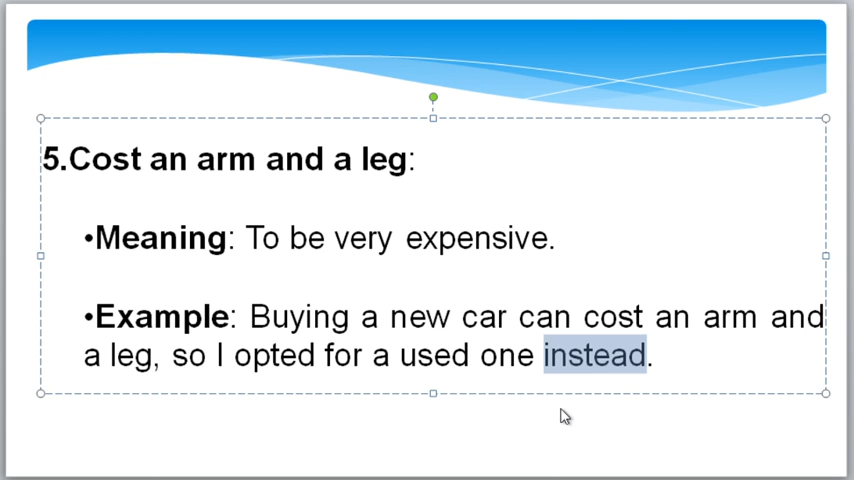 5.Cost an arm and a leg:
•Meaning: To be very expensive.
•Example: Buying a new car can cost an arm and
a leg, so I opted for a used one instead.